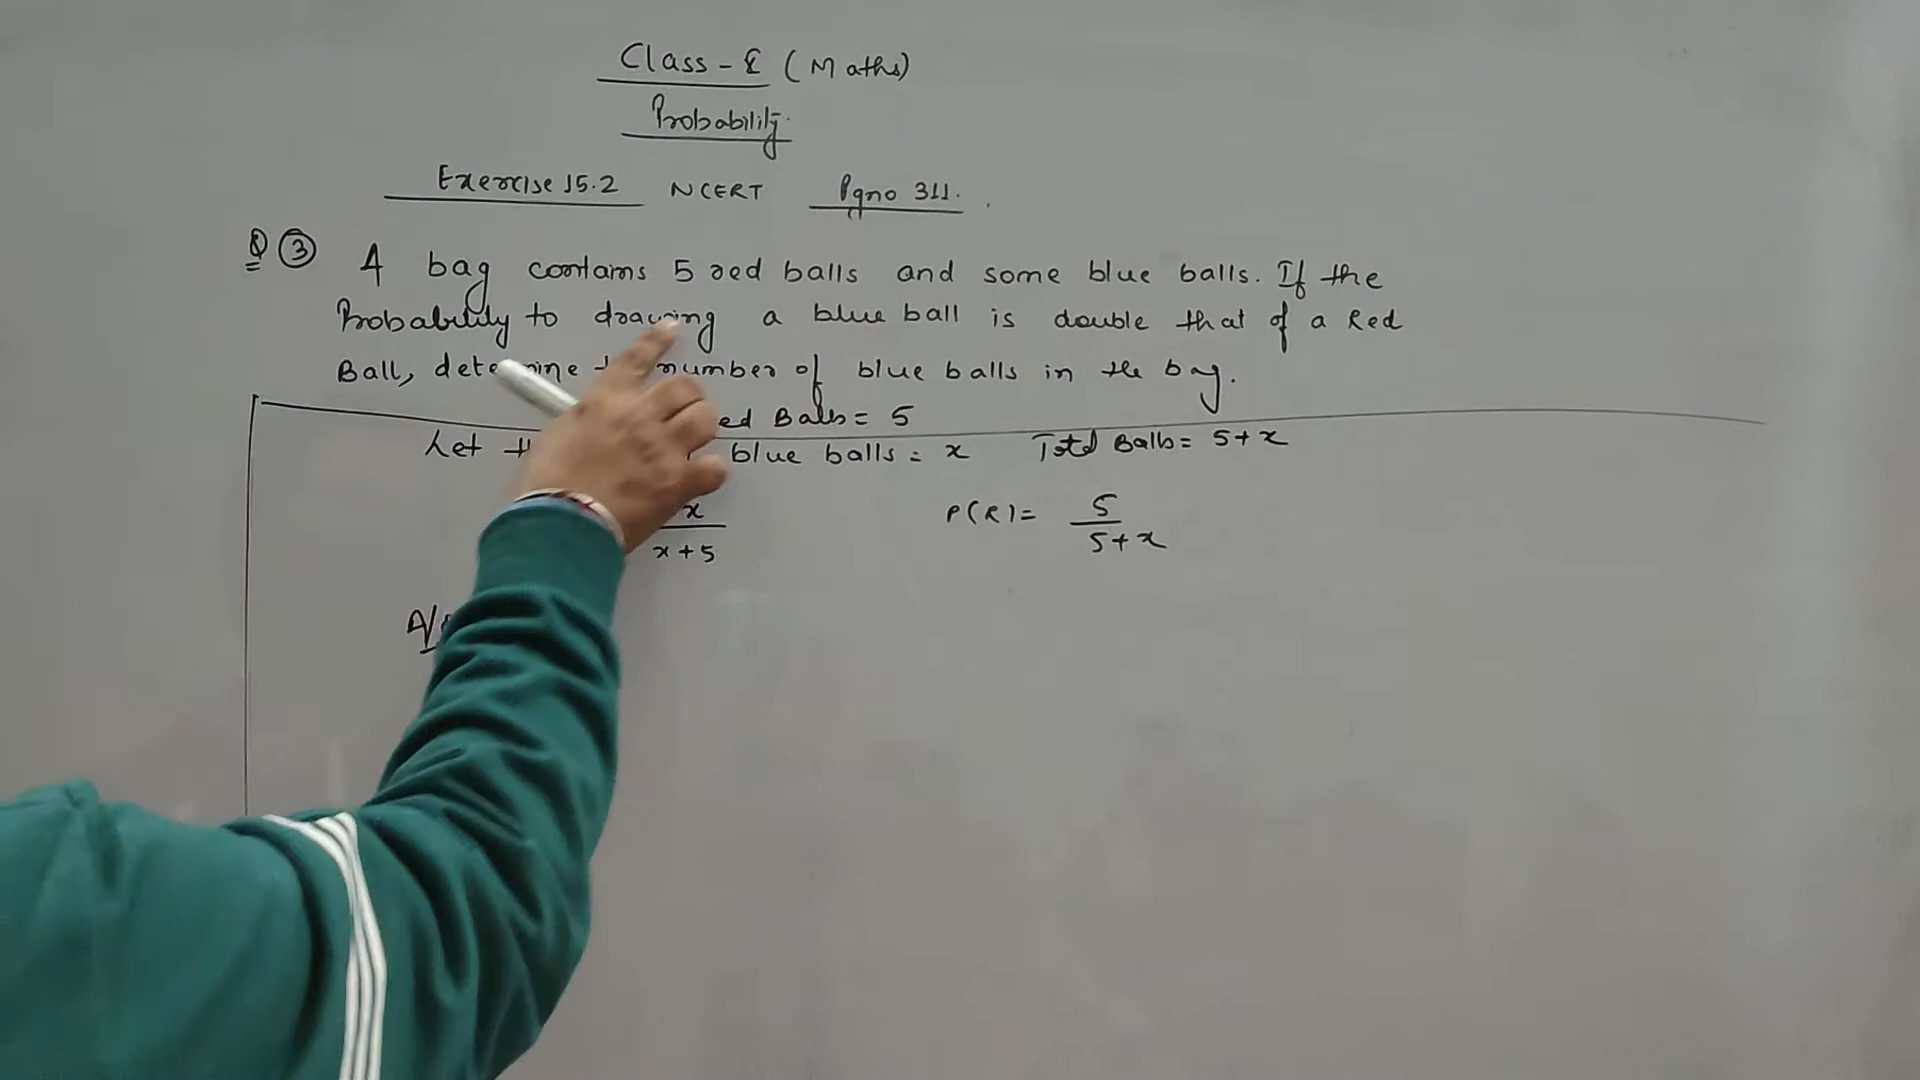 Class - X (Maths)
Probability.
Exercise 15.2 NCERT Pgno 311.
Q ③ A bag contains 5 red balls and some blue balls. If the
Probability to drawing a blue ball is double that of a Red
Ball, determine number of blue balls in the bag.
ed Balls = 5
Let blue balls = x Total Balls = 5+x
x P(R) = 5
x+5 5+x
A/